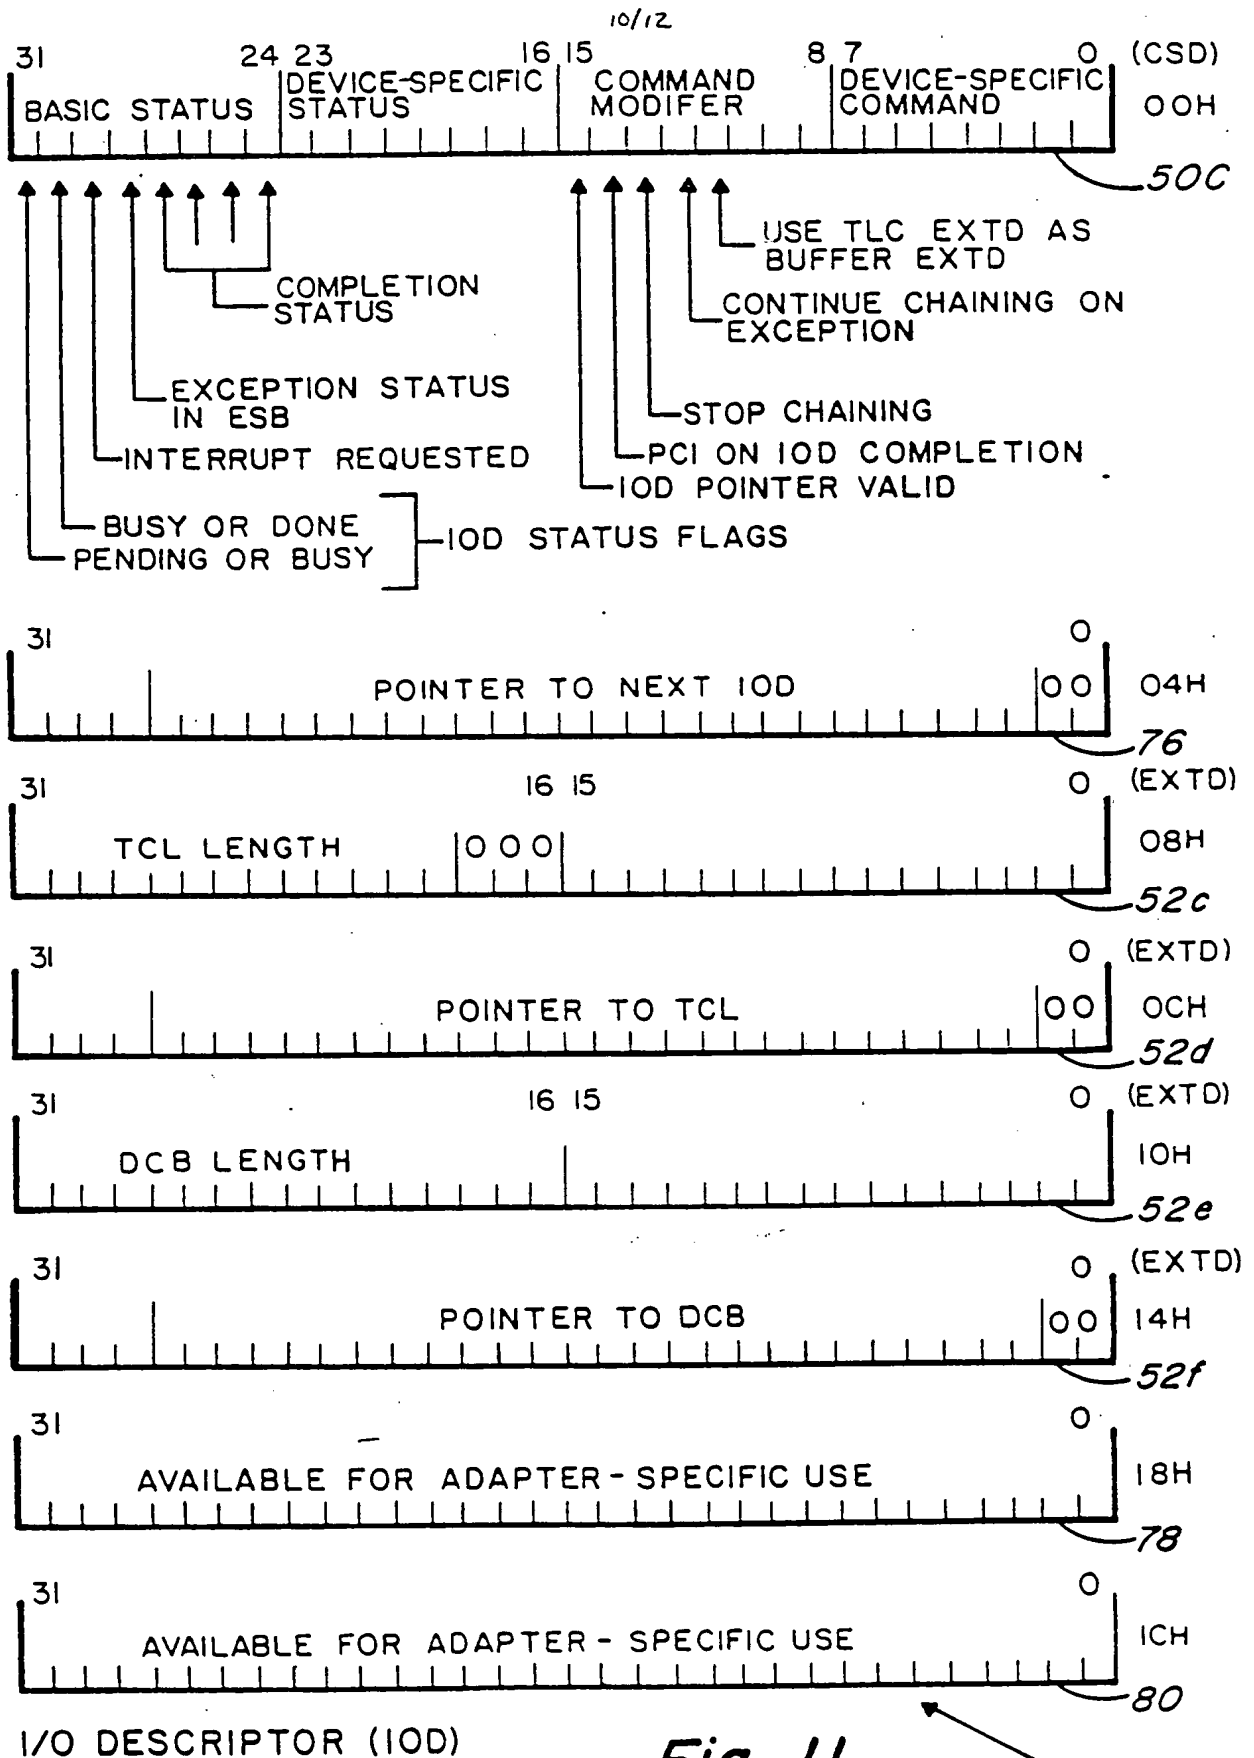 10/12
31 24 23 16 15 8 7 0 (CSD)
BASIC STATUS DEVICE-SPECIFIC STATUS COMMAND MODIFER DEVICE-SPECIFIC COMMAND 00H
50C
USE TLC EXTD AS
BUFFER EXTD
COMPLETION
STATUS
CONTINUE CHAINING ON
EXCEPTION
EXCEPTION STATUS
IN ESB
STOP CHAINING
INTERRUPT REQUESTED
PCI ON IOD COMPLETION
IOD POINTER VALID
BUSY OR DONE
PENDING OR BUSY
IOD STATUS FLAGS
31 0
POINTER TO NEXT IOD 00 04H
76
31 16 15 0 (EXTD)
TCL LENGTH 000 08H
52c
31 0 (EXTD)
POINTER TO TCL 00 0CH
52d
31 16 15 0 (EXTD)
DCB LENGTH 10H
52e
31 0 (EXTD)
POINTER TO DCB 00 14H
52f
31 0
AVAILABLE FOR ADAPTER-SPECIFIC USE 18H
78
31 0
AVAILABLE FOR ADAPTER-SPECIFIC USE 1CH
80
I/O DESCRIPTOR (IOD)
Fig. 11